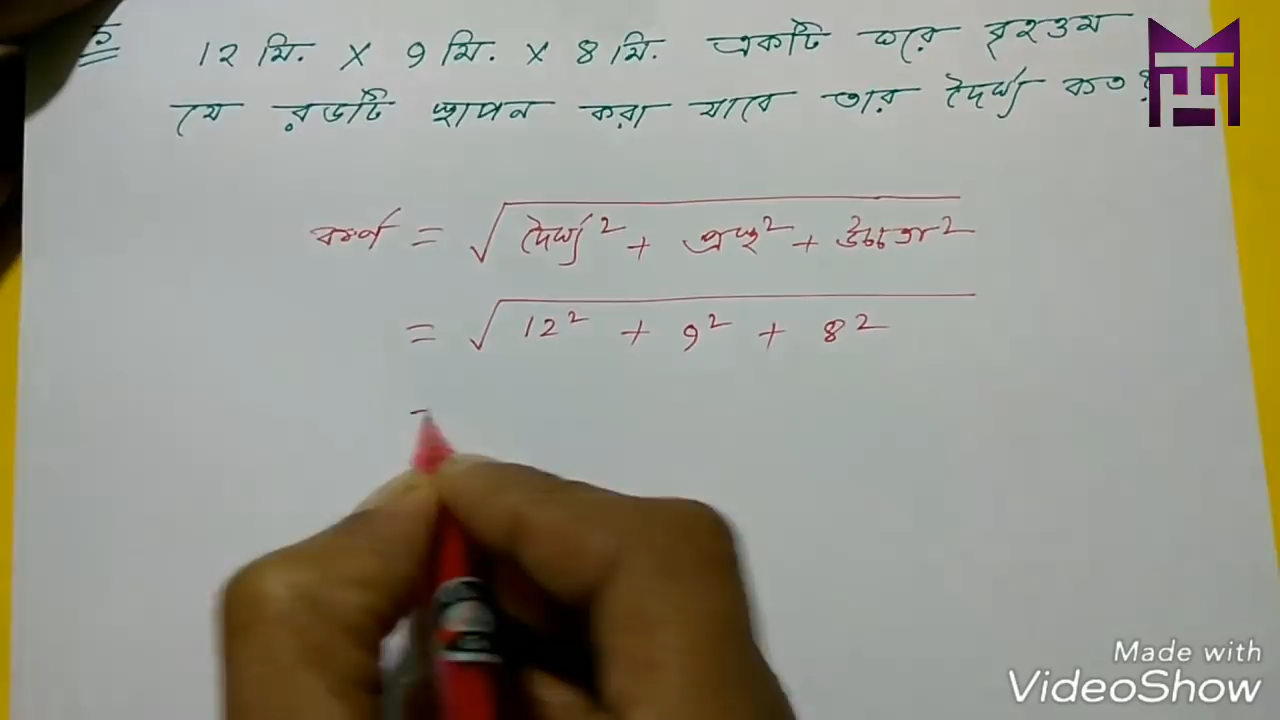 12 মি. × 9 মি. × 8 মি. একটি ঘরে বৃহত্তম
যে রডটি স্থাপন করা যাবে তার দৈর্ঘ্য কত?
কর্ণ = √দৈর্ঘ্য² + প্রস্থ² + উচ্চতা²
= √12² + 9² + 8²
Made with
VideoShow